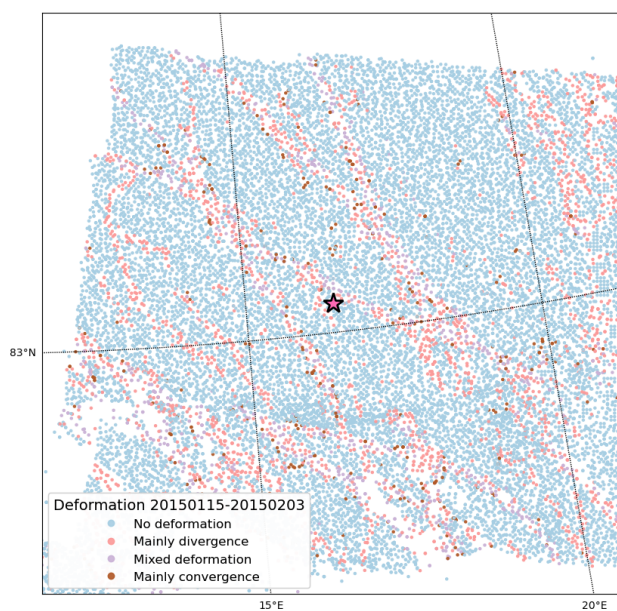 83°N
Deformation 20150115-20150203
No deformation
Mainly divergence
Mixed deformation
Mainly convergence
15°E
20°E